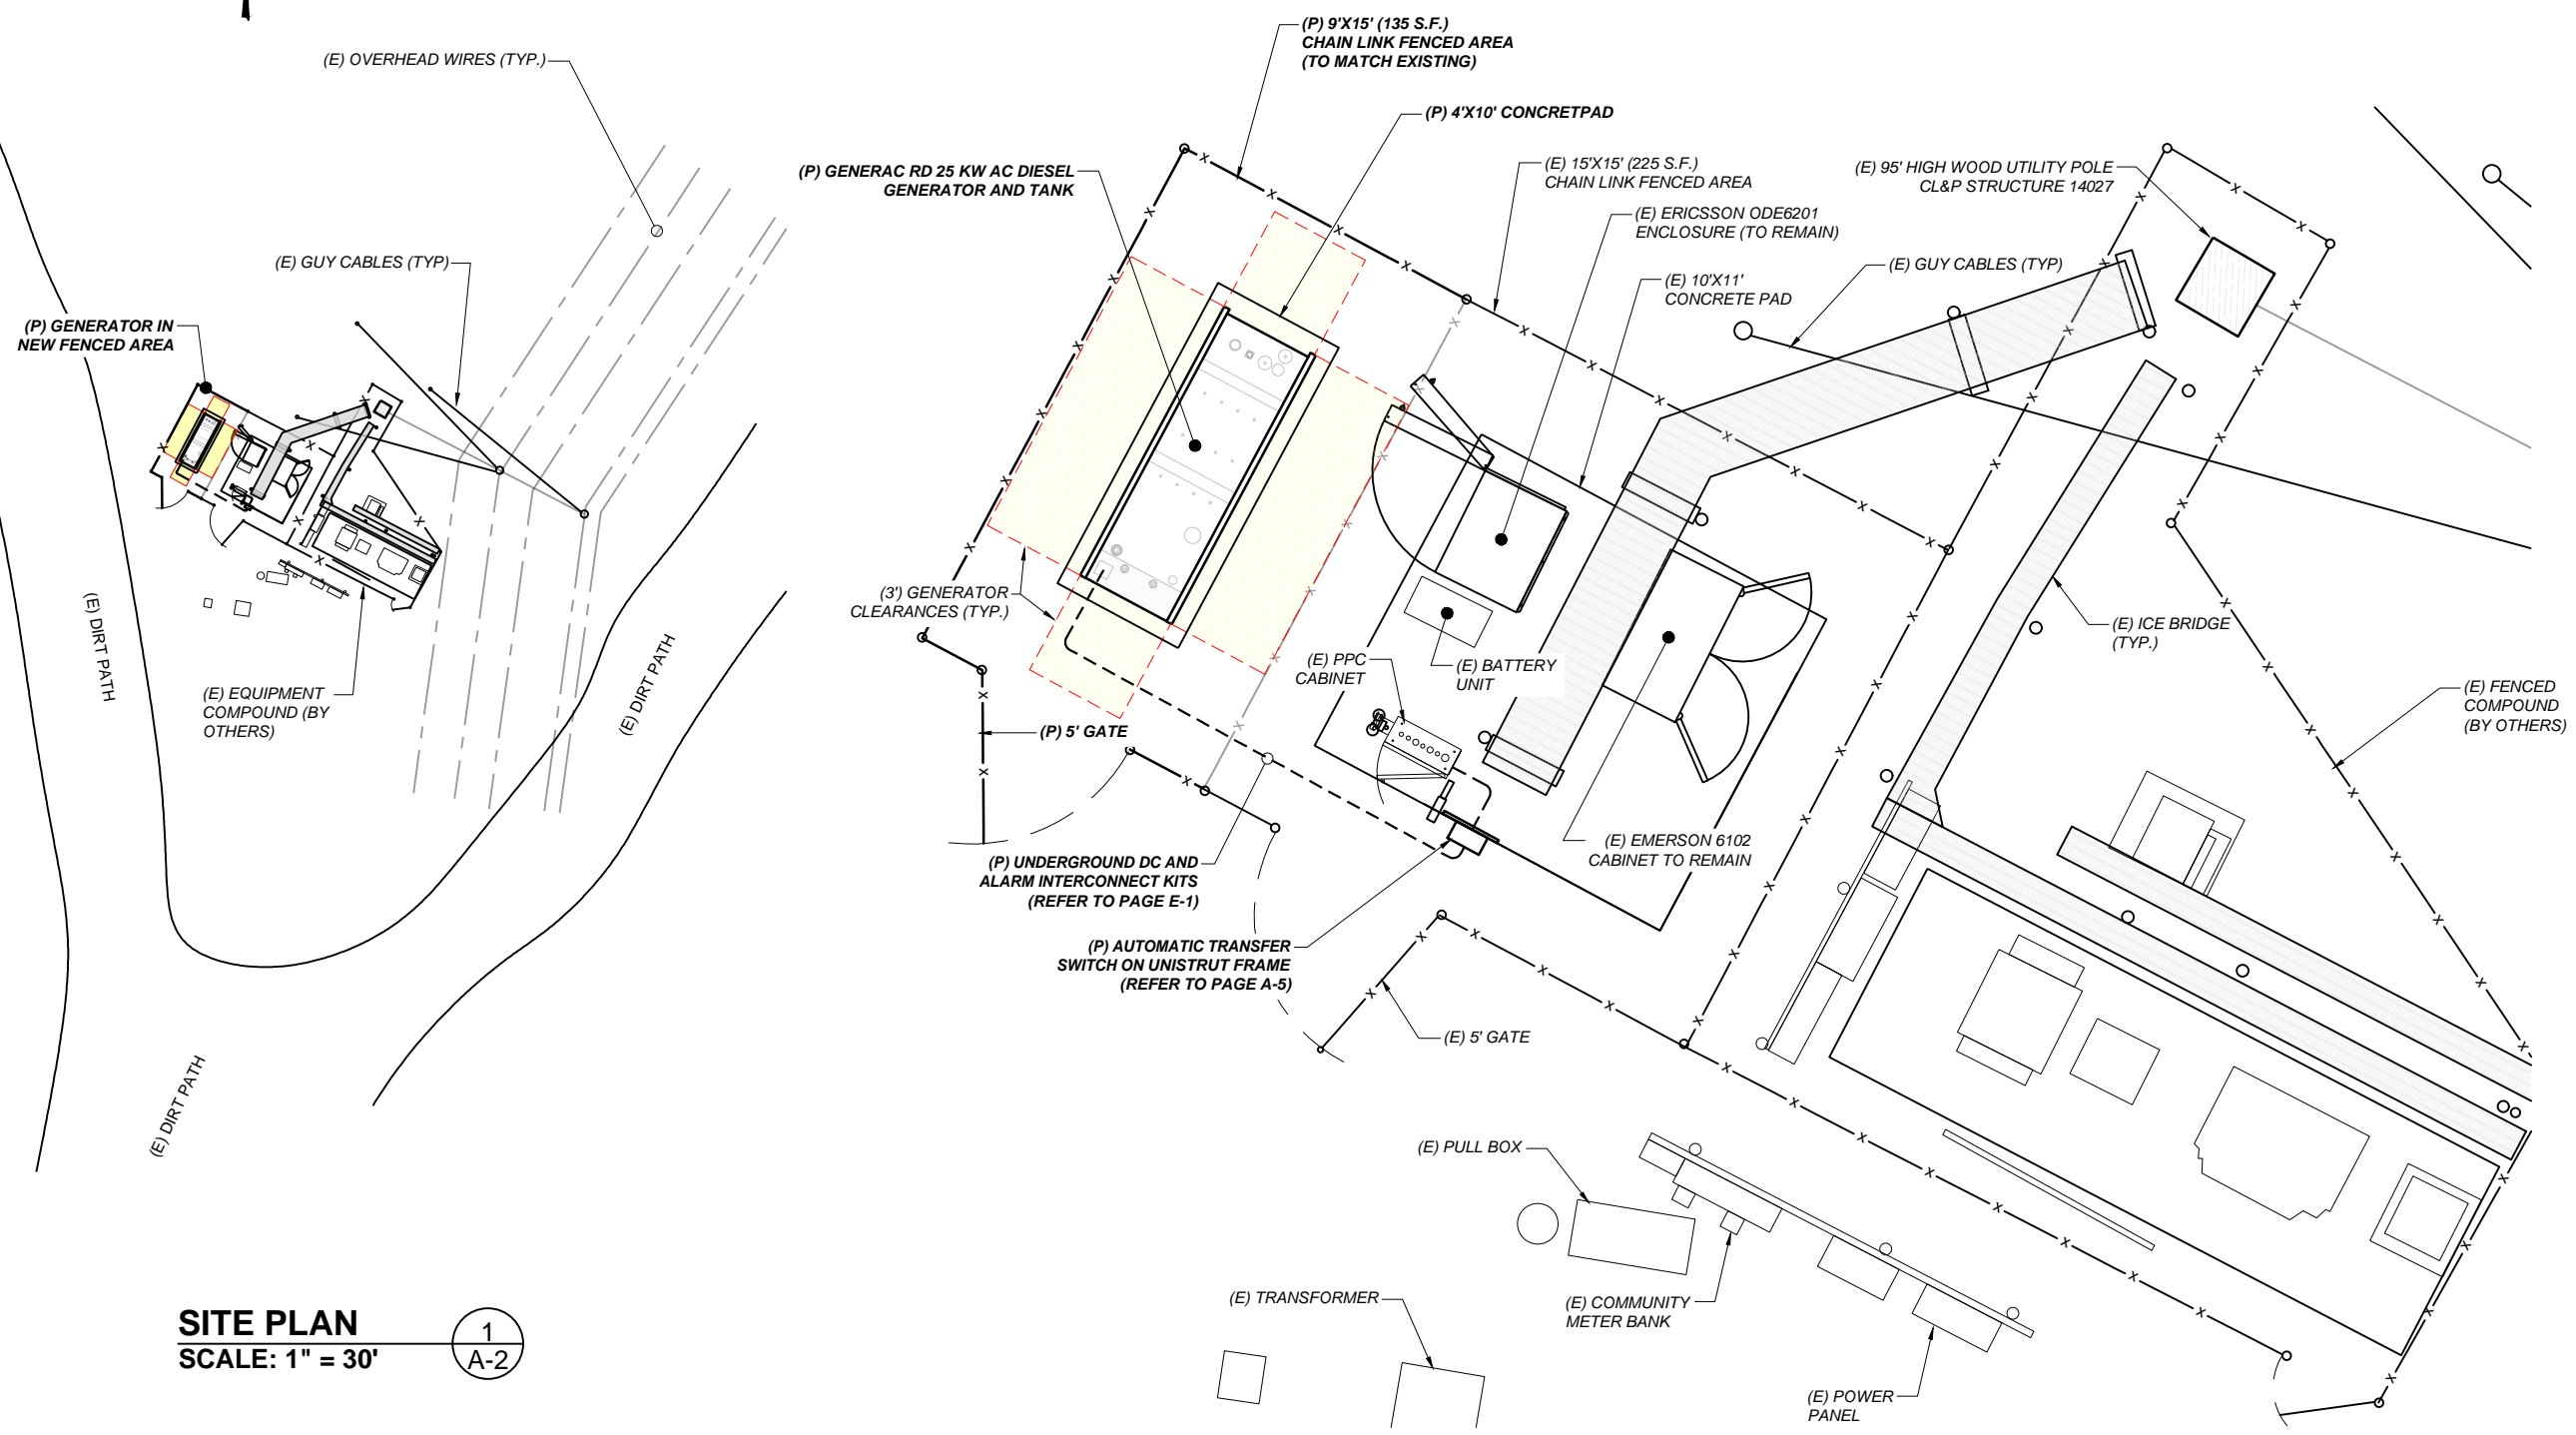 (E) OVERHEAD WIRES (TYP.)
(E) GUY CABLES (TYP)
(P) GENERATOR IN
NEW FENCED AREA
(E) DIRT PATH
(E) EQUIPMENT
COMPOUND (BY
OTHERS)
(E) DIRT PATH
(E) DIRT PATH
SITE PLAN
SCALE: 1" = 30'
1
A-2
(P) 9'X15' (135 S.F.)
CHAIN LINK FENCED AREA
(TO MATCH EXISTING)
(P) 4'X10' CONCRETPAD
(P) GENERAC RD 25 KW AC DIESEL
GENERATOR AND TANK
(E) 15'X15' (225 S.F.)
CHAIN LINK FENCED AREA
(E) ERICSSON ODE6201
ENCLOSURE (TO REMAIN)
(E) 10'X11'
CONCRETE PAD
(E) 95' HIGH WOOD UTILITY POLE
CL&P STRUCTURE 14027
(E) GUY CABLES (TYP)
(3') GENERATOR
CLEARANCES (TYP.)
(E) PPC
CABINET
(E) BATTERY
UNIT
(E) ICE BRIDGE
(TYP.)
(E) FENCED
COMPOUND
(BY OTHERS)
(P) 5' GATE
(P) UNDERGROUND DC AND
ALARM INTERCONNECT KITS
(REFER TO PAGE E-1)
(E) EMERSON 6102
CABINET TO REMAIN
(P) AUTOMATIC TRANSFER
SWITCH ON UNISTRUT FRAME
(REFER TO PAGE A-5)
(E) 5' GATE
(E) PULL BOX
(E) TRANSFORMER
(E) COMMUNITY
METER BANK
(E) POWER
PANEL